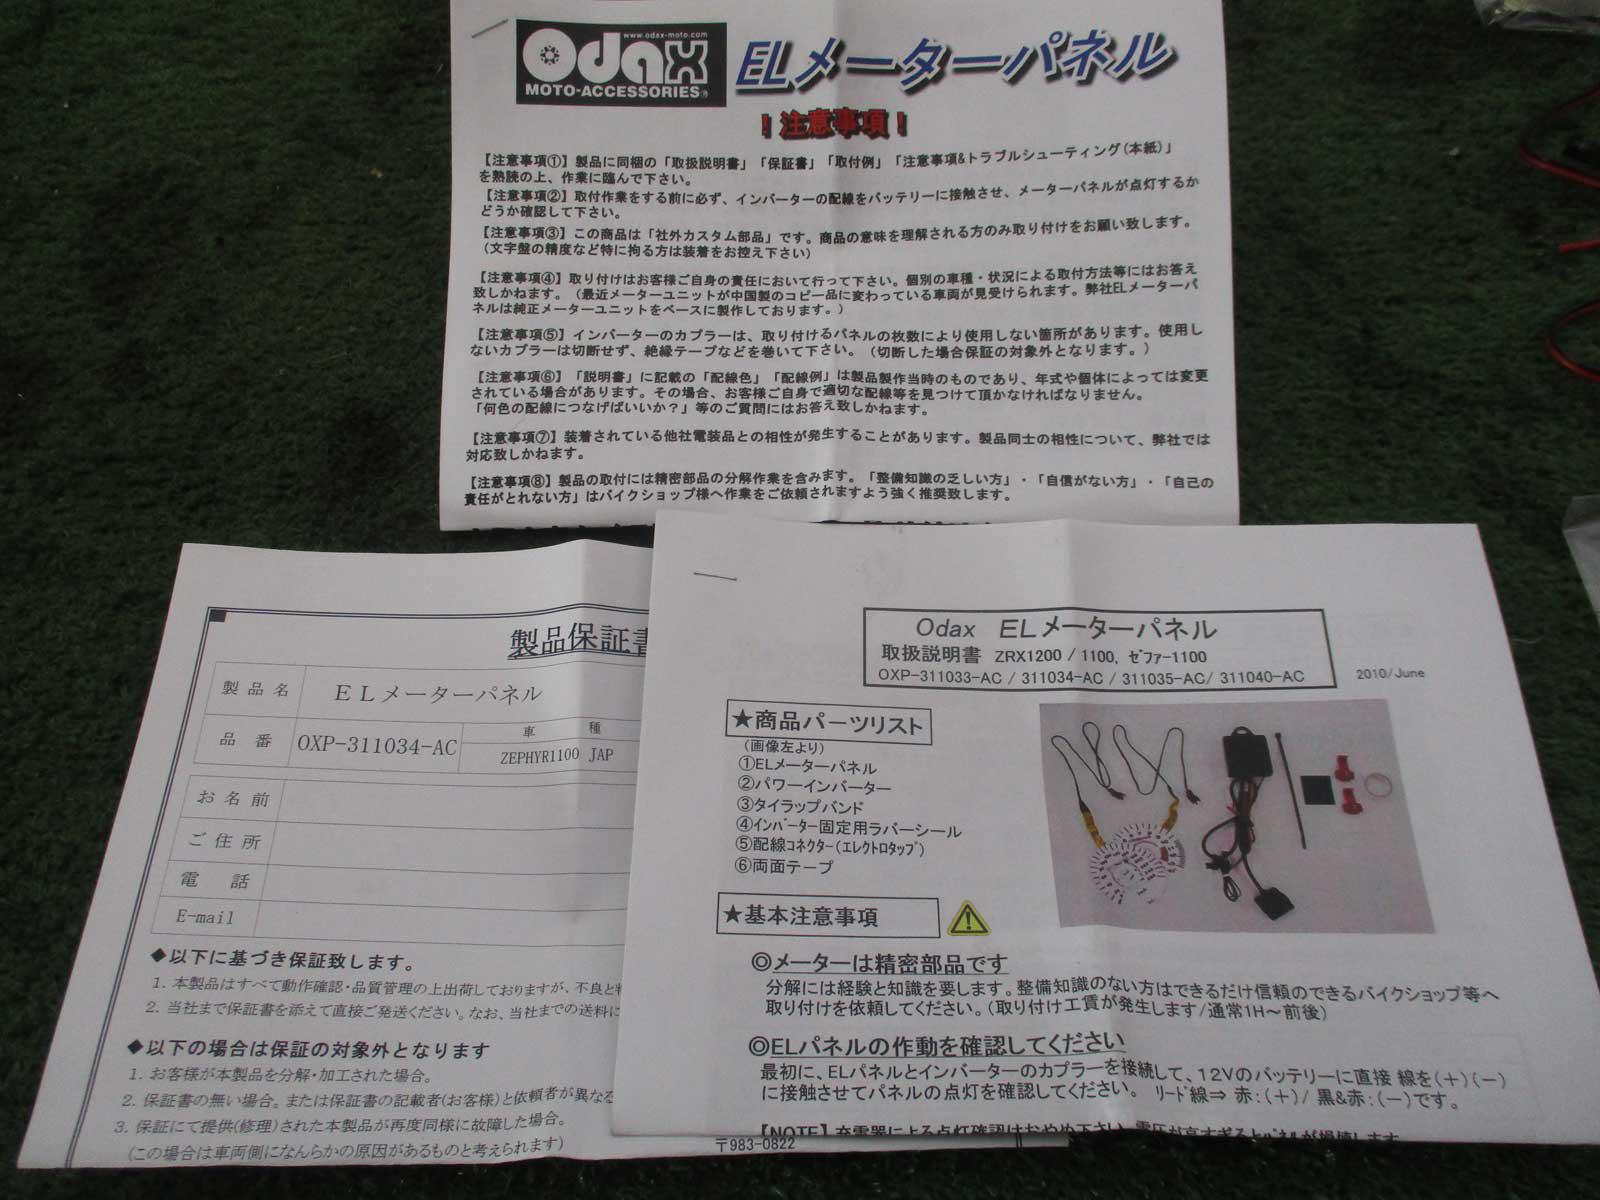 www.odax-moto.com
Odax
MOTO-ACCESSORIES
ELメーターパネル
!注意事項!
【注意事項①】製品に同梱の「取扱説明書」「保証書」「取付例」「注意事項&トラブルシューティング(本紙)」
を熟読の上、作業に臨んで下さい。
【注意事項②】取付作業をする前に必ず、インバーターの配線をバッテリーに接触させ、メーターパネルが点灯するか
どうか確認して下さい。
【注意事項③】この商品は「社外カスタム部品」です。商品の意味を理解される方のみ取り付けをお願い致します。
(文字盤の精度など特に拘る方は装着をお控え下さい)
【注意事項④】取り付けはお客様ご自身の責任において行って下さい。個別の車種・状況による取付方法等にはお答え
致しかねます。(最近メーターユニットが中国製のコピー品に変わっている車両が見受けられます。弊社ELメーターパ
ネルは純正メーターユニットをベースに製作しております。)
【注意事項⑤】インバーターのカプラーは、取り付けるパネルの枚数により使用しない箇所があります。使用し
ないカプラーは切断せず、絶縁テープなどを巻いて下さい。(切断した場合保証の対象外となります。)
【注意事項⑥】「説明書」に記載の「配線色」「配線例」は製品製作当時のものであり、年式や個体によっては変更
されている場合があります。その場合、お客様ご自身で適切な配線等を見つけて頂かなければなりません。
「何色の配線につなげばいいか?」等のご質問にはお答え致しかねます。
【注意事項⑦】装着されている他社電装品との相性が発生することがあります。製品同士の相性について、弊社では
対応致しかねます。
【注意事項⑧】製品の取付には精密部品の分解作業を含みます。「整備知識の乏しい方」・「自信がない方」・「自己の
責任がとれない方」はバイクショップ様へ作業をご依頼されますよう強く推奨致します。
製品保証書
製品名 ELメーターパネル
品番 OXP-311034-AC 車種
ZEPHYR1100 JAP
お名前
ご住所
電話
E-mail
◆以下に基づき保証致します。
1. 本製品はすべて動作確認・品質管理の上出荷しておりますが、不良と
2. 当社まで保証書を添えて直接ご発送ください。なお、当社までの送料に
◆以下の場合は保証の対象外となります
1. お客様が本製品を分解・加工された場合。
2. 保証書の無い場合。または保証書の記載者(お客様)と依頼者が異なる
3. 保証にて提供(修理)された本製品が再度同様に故障した場合。
(この場合は車両側になんらかの原因があるものと考えられます)
〒983-0822
Odax ELメーターパネル
取扱説明書 ZRX1200/1100, ゼファー1100
OXP-311033-AC / 311034-AC / 311035-AC/ 311040-AC
2010/June
★商品パーツリスト
(画像左より)
①ELメーターパネル
②パワーインバーター
③タイラップバンド
④インバーター固定用ラバーシール
⑤配線コネクター(エレクトロタップ)
⑥両面テープ
★基本注意事項
◎メーターは精密部品です
分解には経験と知識を要します。整備知識のない方はできるだけ信頼のできるバイクショップ等へ
取り付けを依頼してください。(取り付け工賃が発生します/通常1H～前後)
◎ELパネルの作動を確認してください
最初に、ELパネルとインバーターのカプラーを接続して、12Vのバッテリーに直接 線を(+)(-)
に接触させてパネルの点灯を確認してください。 リード線⇒ 赤:(+)/ 黒&赤:(-)です。
【NOTE】充電器による点灯確認はおやめ下さい。電圧が高すぎるとパネルが損壊します